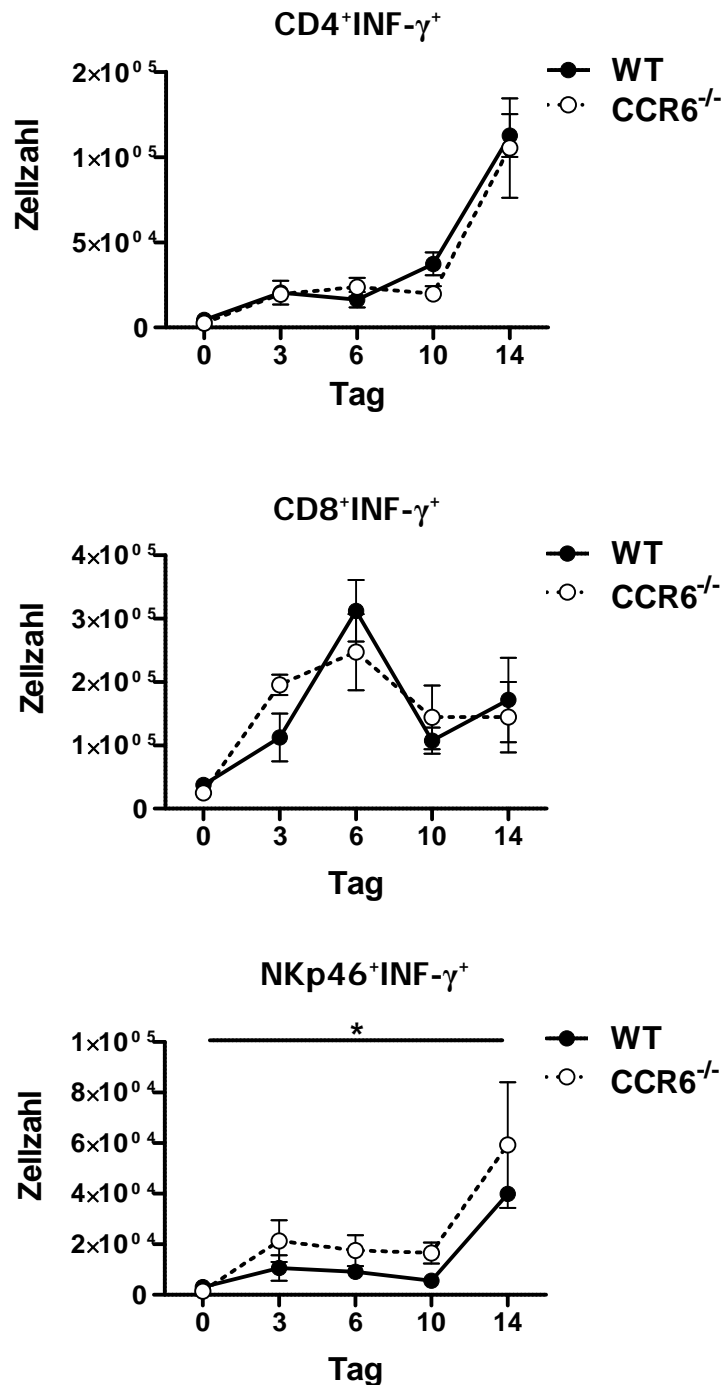 CD4⁺INF-γ⁺
2×10⁰⁵
1×10⁰⁵
5×10⁰⁴
0
Zellzahl
0 3 6 10 14
Tag
WT
CCR6⁻/⁻
CD8⁺INF-γ⁺
4×10⁰⁵
3×10⁰⁵
2×10⁰⁵
1×10⁰⁵
0
Zellzahl
0 3 6 10 14
Tag
WT
CCR6⁻/⁻
NKp46⁺INF-γ⁺
*
1×10⁰⁵
8×10⁰⁴
6×10⁰⁴
4×10⁰⁴
2×10⁰⁴
0
Zellzahl
0 3 6 10 14
Tag
WT
CCR6⁻/⁻